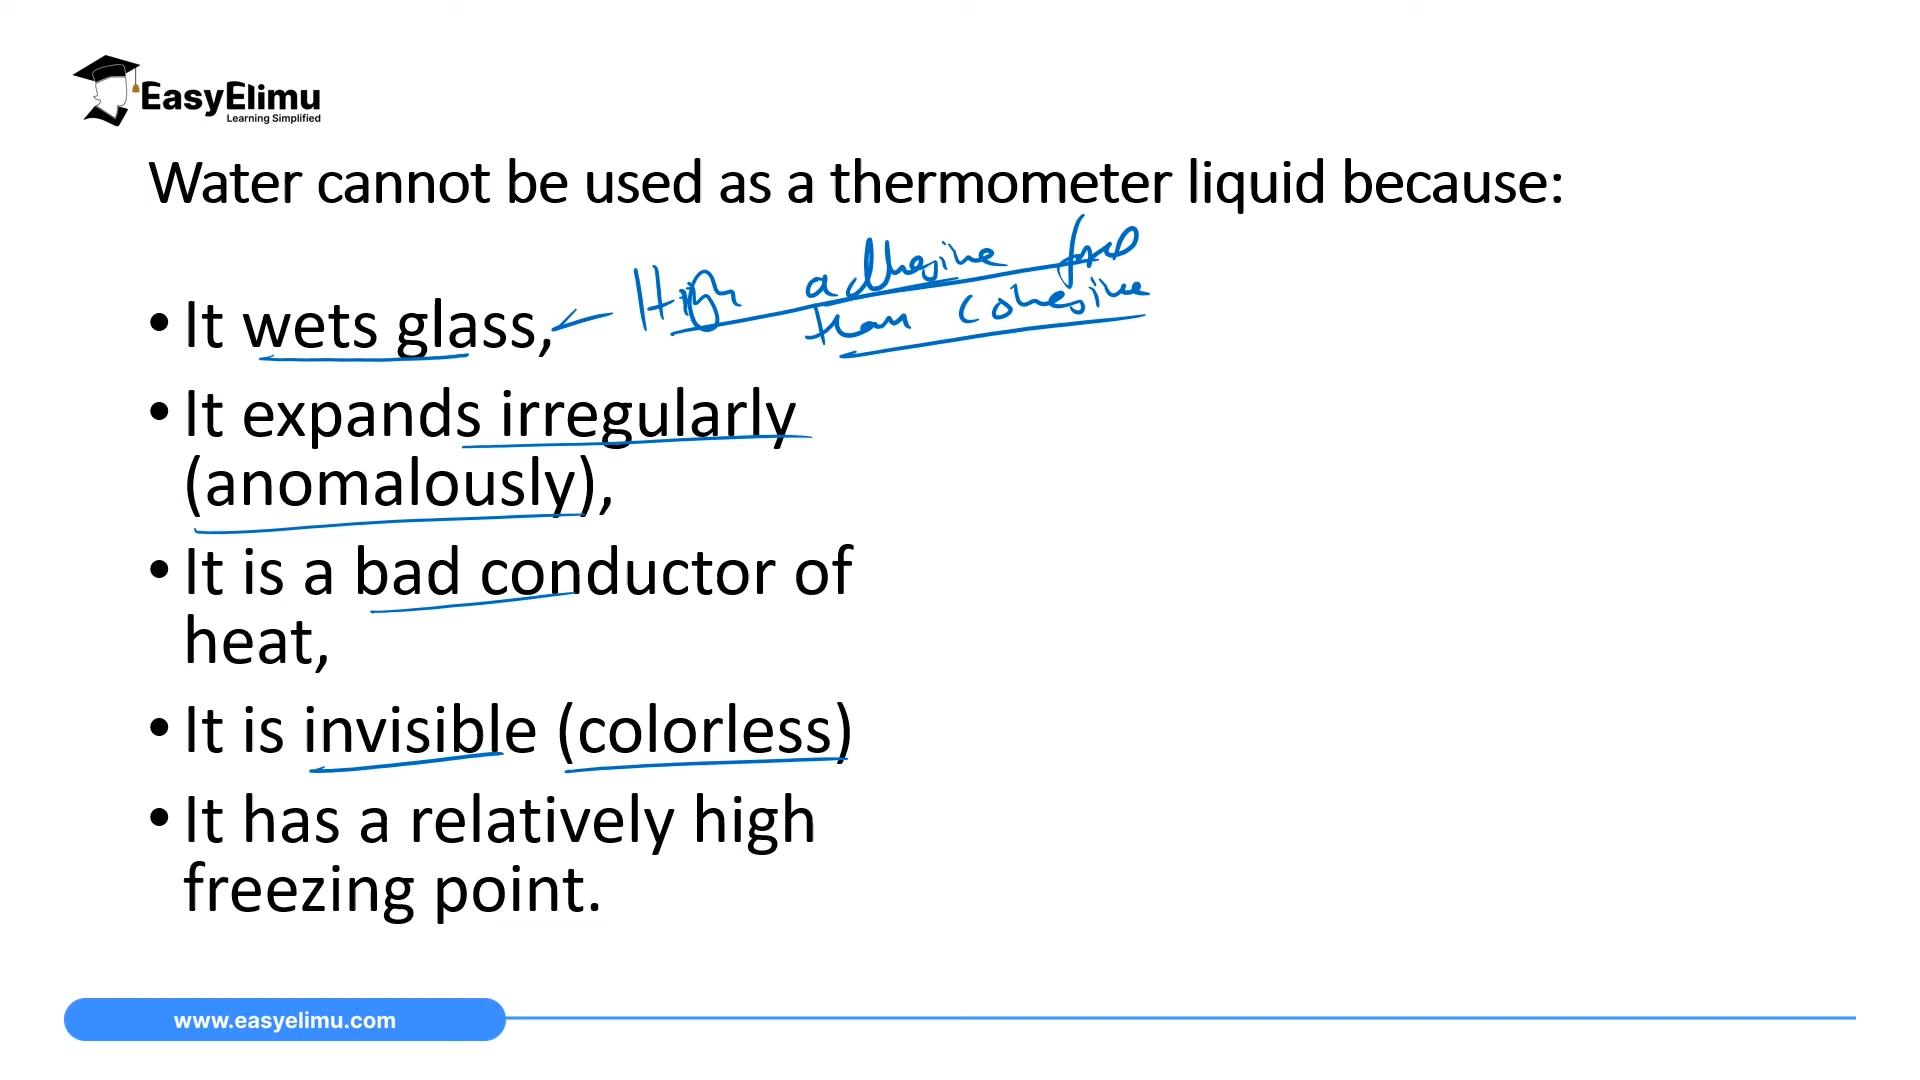 EasyElimu
Learning Simplified
Water cannot be used as a thermometer liquid because:
High adhesive force
than cohesive
• It wets glass,
• It expands irregularly
(anomalously),
• It is a bad conductor of
heat,
• It is invisible (colorless)
• It has a relatively high
freezing point.
www.easyelimu.com